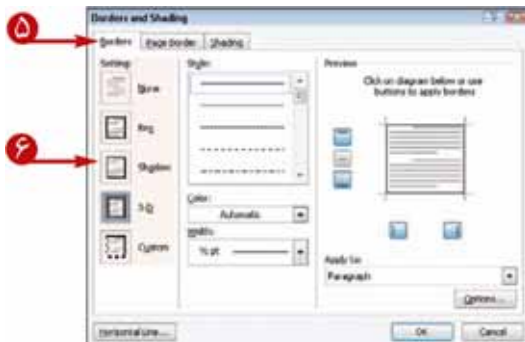 Borders and Shading
۵
Borders Page Border Shading
Setting:
None
Box
Shadow
3-D
Custom
Style:
Color:
Automatic
Width:
½ pt
Preview
Click on diagram below or use
buttons to apply borders
Apply to:
Paragraph
Options...
۶
Horizontal Line...
OK Cancel